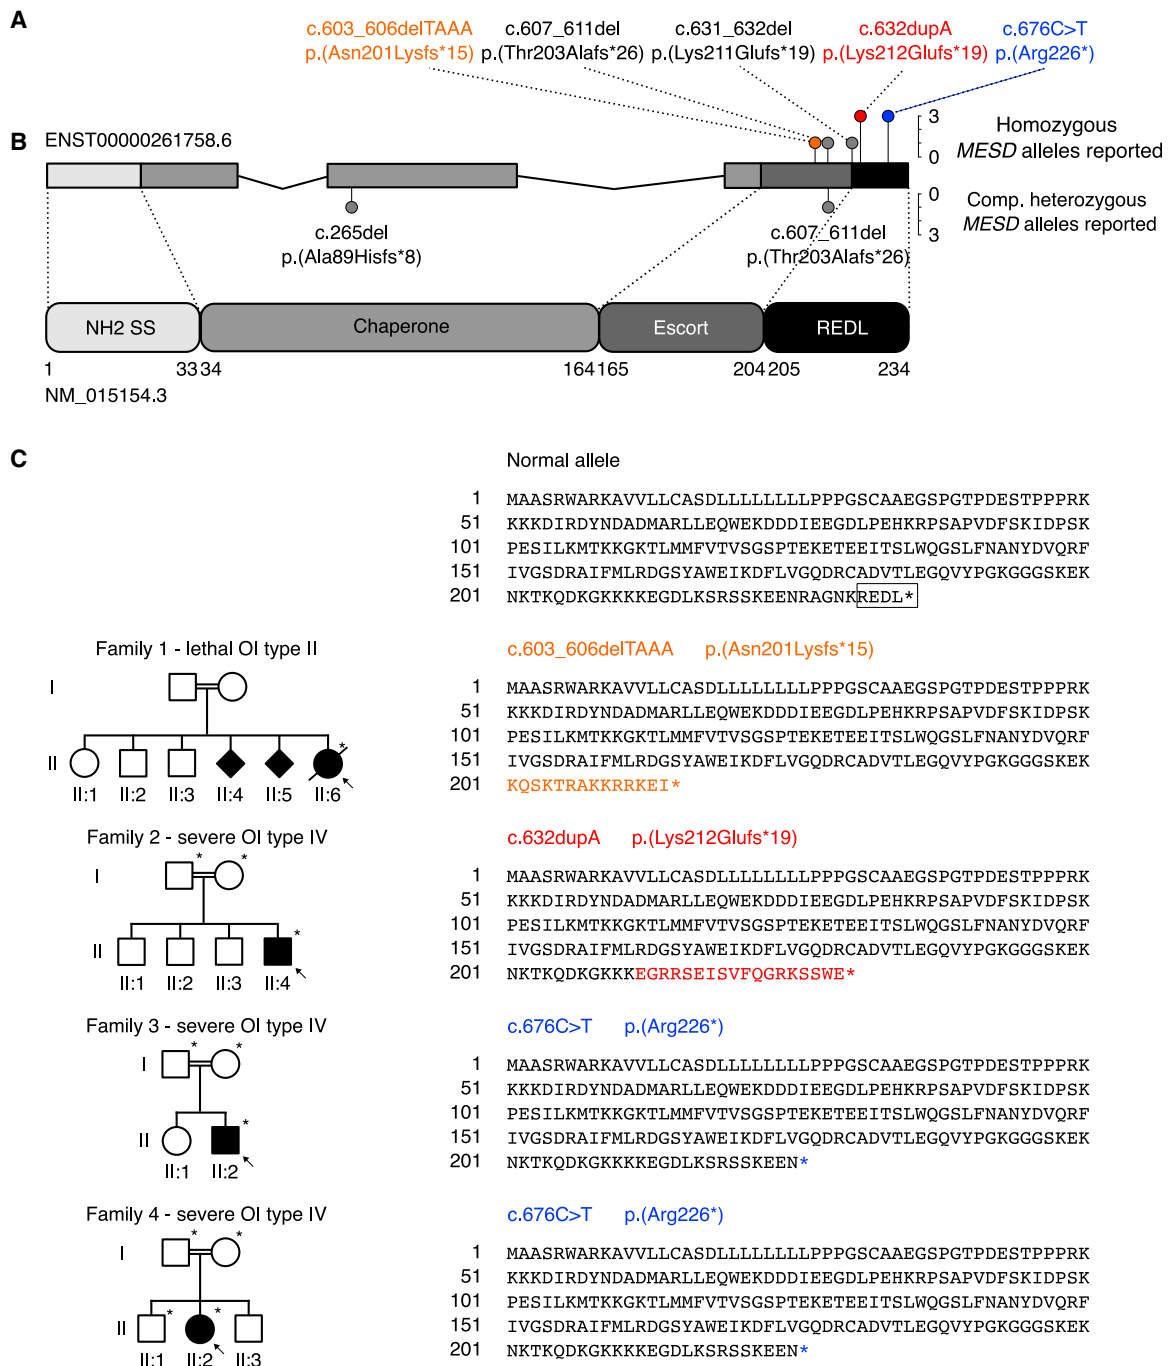 A
c.603_606delTAAA c.607_611del c.631_632del c.632dupA c.676C>T
p.(Asn201Lysfs*15) p.(Thr203Alafs*26) p.(Lys211Glufs*19) p.(Lys212Glufs*19) p.(Arg226*)
B
ENST00000261758.6
3
0
Homozygous
MESD alleles reported
0
3
Comp. heterozygous
MESD alleles reported
c.265del
p.(Ala89Hisfs*8)
c.607_611del
p.(Thr203Alafs*26)
NH2 SS Chaperone Escort REDL
1 33 34 164 165 204 205 234
NM_015154.3
C
Normal allele
1 MAASRWARKAVVLLCASDLLLLLLLLPPPGSCAAEGSPGTPDESTPPPRK
51 KKKDIRDYNDADMARLLEQWEKDDDIEEGDLPEHKRPSAPVDFSKIDPSK
101 PESILKMTKKGKTLMMFVTVSGSPTEKETEEITSLWQGSLFNANYDVQRF
151 IVGSDRAIFMLRDGSYAWEIKDFLVGQDRCADVTLEGQVYPGKGGGSKEK
201 NKTKQDKGKKKKEGDLKSRSSKEENRAGNKREDL*
Family 1 - lethal OI type II
I
II
* II:1 II:2 II:3 II:4 II:5 II:6
c.603_606delTAAA p.(Asn201Lysfs*15)
1 MAASRWARKAVVLLCASDLLLLLLLLPPPGSCAAEGSPGTPDESTPPPRK
51 KKKDIRDYNDADMARLLEQWEKDDDIEEGDLPEHKRPSAPVDFSKIDPSK
101 PESILKMTKKGKTLMMFVTVSGSPTEKETEEITSLWQGSLFNANYDVQRF
151 IVGSDRAIFMLRDGSYAWEIKDFLVGQDRCADVTLEGQVYPGKGGGSKEK
201 KQSKTRAKKRRKEI*
Family 2 - severe OI type IV
I * *
II *
II:1 II:2 II:3 II:4
c.632dupA p.(Lys212Glufs*19)
1 MAASRWARKAVVLLCASDLLLLLLLLPPPGSCAAEGSPGTPDESTPPPRK
51 KKKDIRDYNDADMARLLEQWEKDDDIEEGDLPEHKRPSAPVDFSKIDPSK
101 PESILKMTKKGKTLMMFVTVSGSPTEKETEEITSLWQGSLFNANYDVQRF
151 IVGSDRAIFMLRDGSYAWEIKDFLVGQDRCADVTLEGQVYPGKGGGSKEK
201 NKTKQDKGKKKEGRRSEISVFQGRKSSWE*
Family 3 - severe OI type IV
I * *
II *
II:1 II:2
c.676C>T p.(Arg226*)
1 MAASRWARKAVVLLCASDLLLLLLLLPPPGSCAAEGSPGTPDESTPPPRK
51 KKKDIRDYNDADMARLLEQWEKDDDIEEGDLPEHKRPSAPVDFSKIDPSK
101 PESILKMTKKGKTLMMFVTVSGSPTEKETEEITSLWQGSLFNANYDVQRF
151 IVGSDRAIFMLRDGSYAWEIKDFLVGQDRCADVTLEGQVYPGKGGGSKEK
201 NKTKQDKGKKKKEGDLKSRSSKEEN*
Family 4 - severe OI type IV
I * *
II * *
II:1 II:2 II:3
c.676C>T p.(Arg226*)
1 MAASRWARKAVVLLCASDLLLLLLLLPPPGSCAAEGSPGTPDESTPPPRK
51 KKKDIRDYNDADMARLLEQWEKDDDIEEGDLPEHKRPSAPVDFSKIDPSK
101 PESILKMTKKGKTLMMFVTVSGSPTEKETEEITSLWQGSLFNANYDVQRF
151 IVGSDRAIFMLRDGSYAWEIKDFLVGQDRCADVTLEGQVYPGKGGGSKEK
201 NKTKQDKGKKKKEGDLKSRSSKEEN*